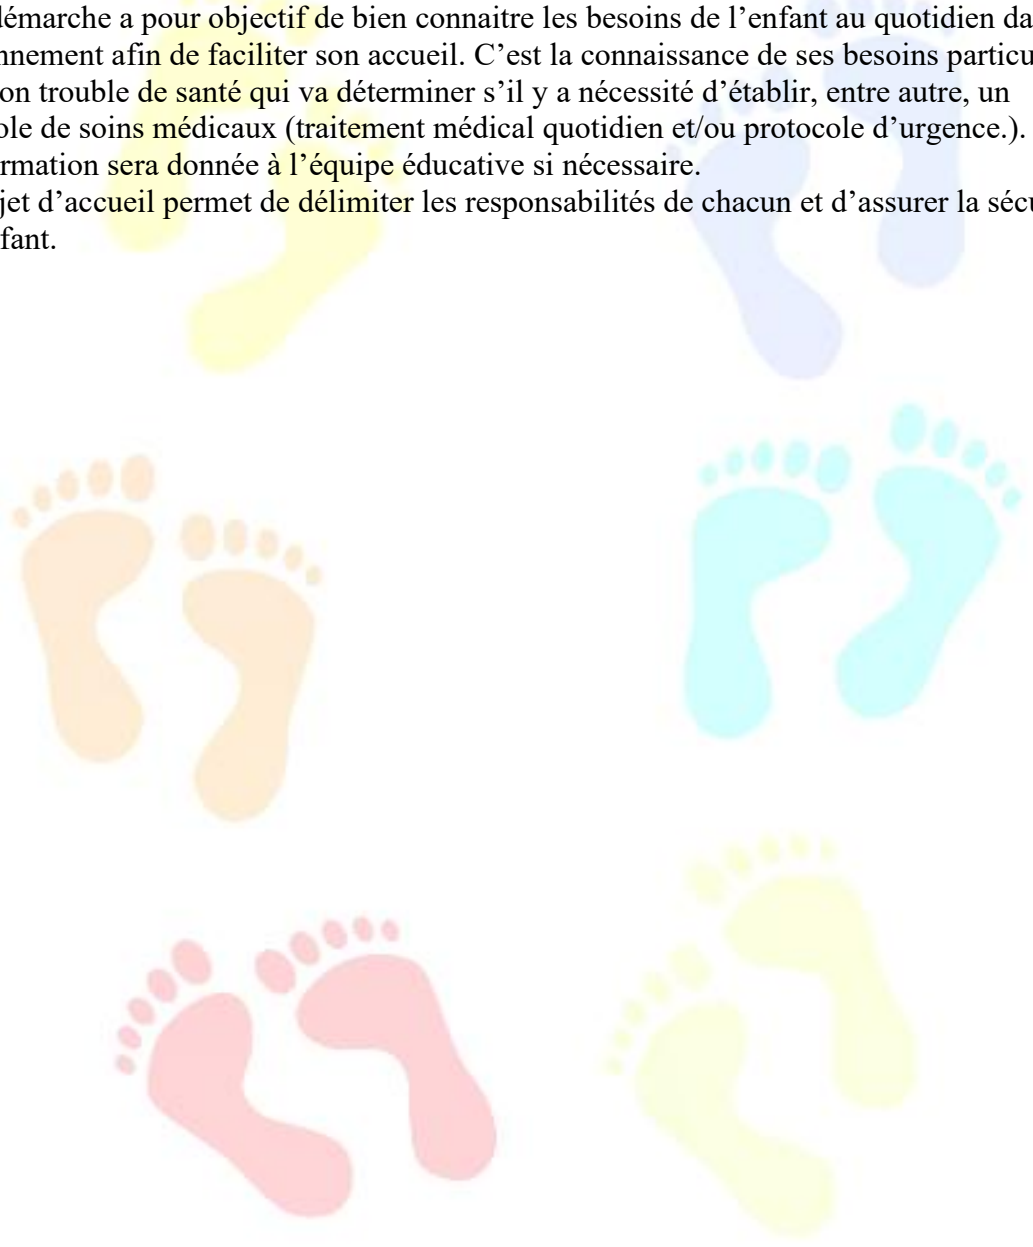 démarche a pour objectif de bien connaitre les besoins de l’enfant au quotidien da
nnement afin de faciliter son accueil. C’est la connaissance de ses besoins particu
on trouble de santé qui va déterminer s’il y a nécessité d’établir, entre autre, un
ole de soins médicaux (traitement médical quotidien et/ou protocole d’urgence.).
rmation sera donnée à l’équipe éducative si nécessaire.
jet d’accueil permet de délimiter les responsabilités de chacun et d’assurer la sécu
fant.